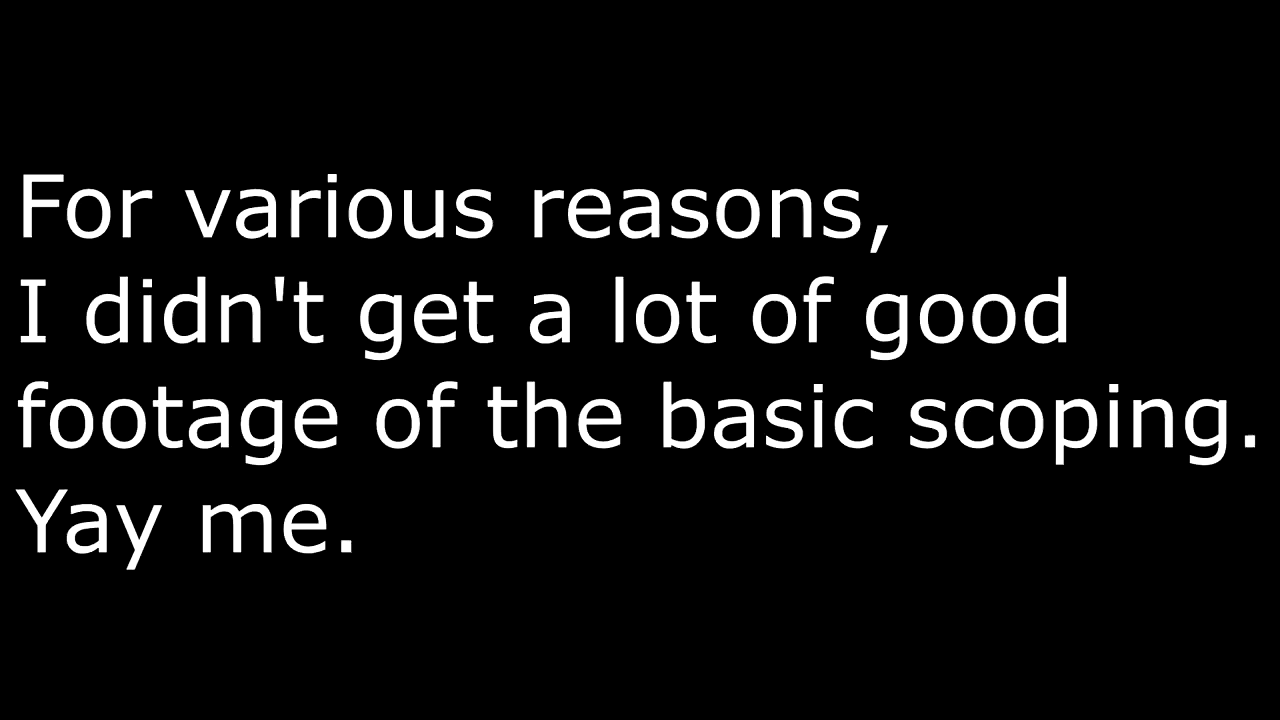 For various reasons,
I didn't get a lot of good
footage of the basic scoping.
Yay me.